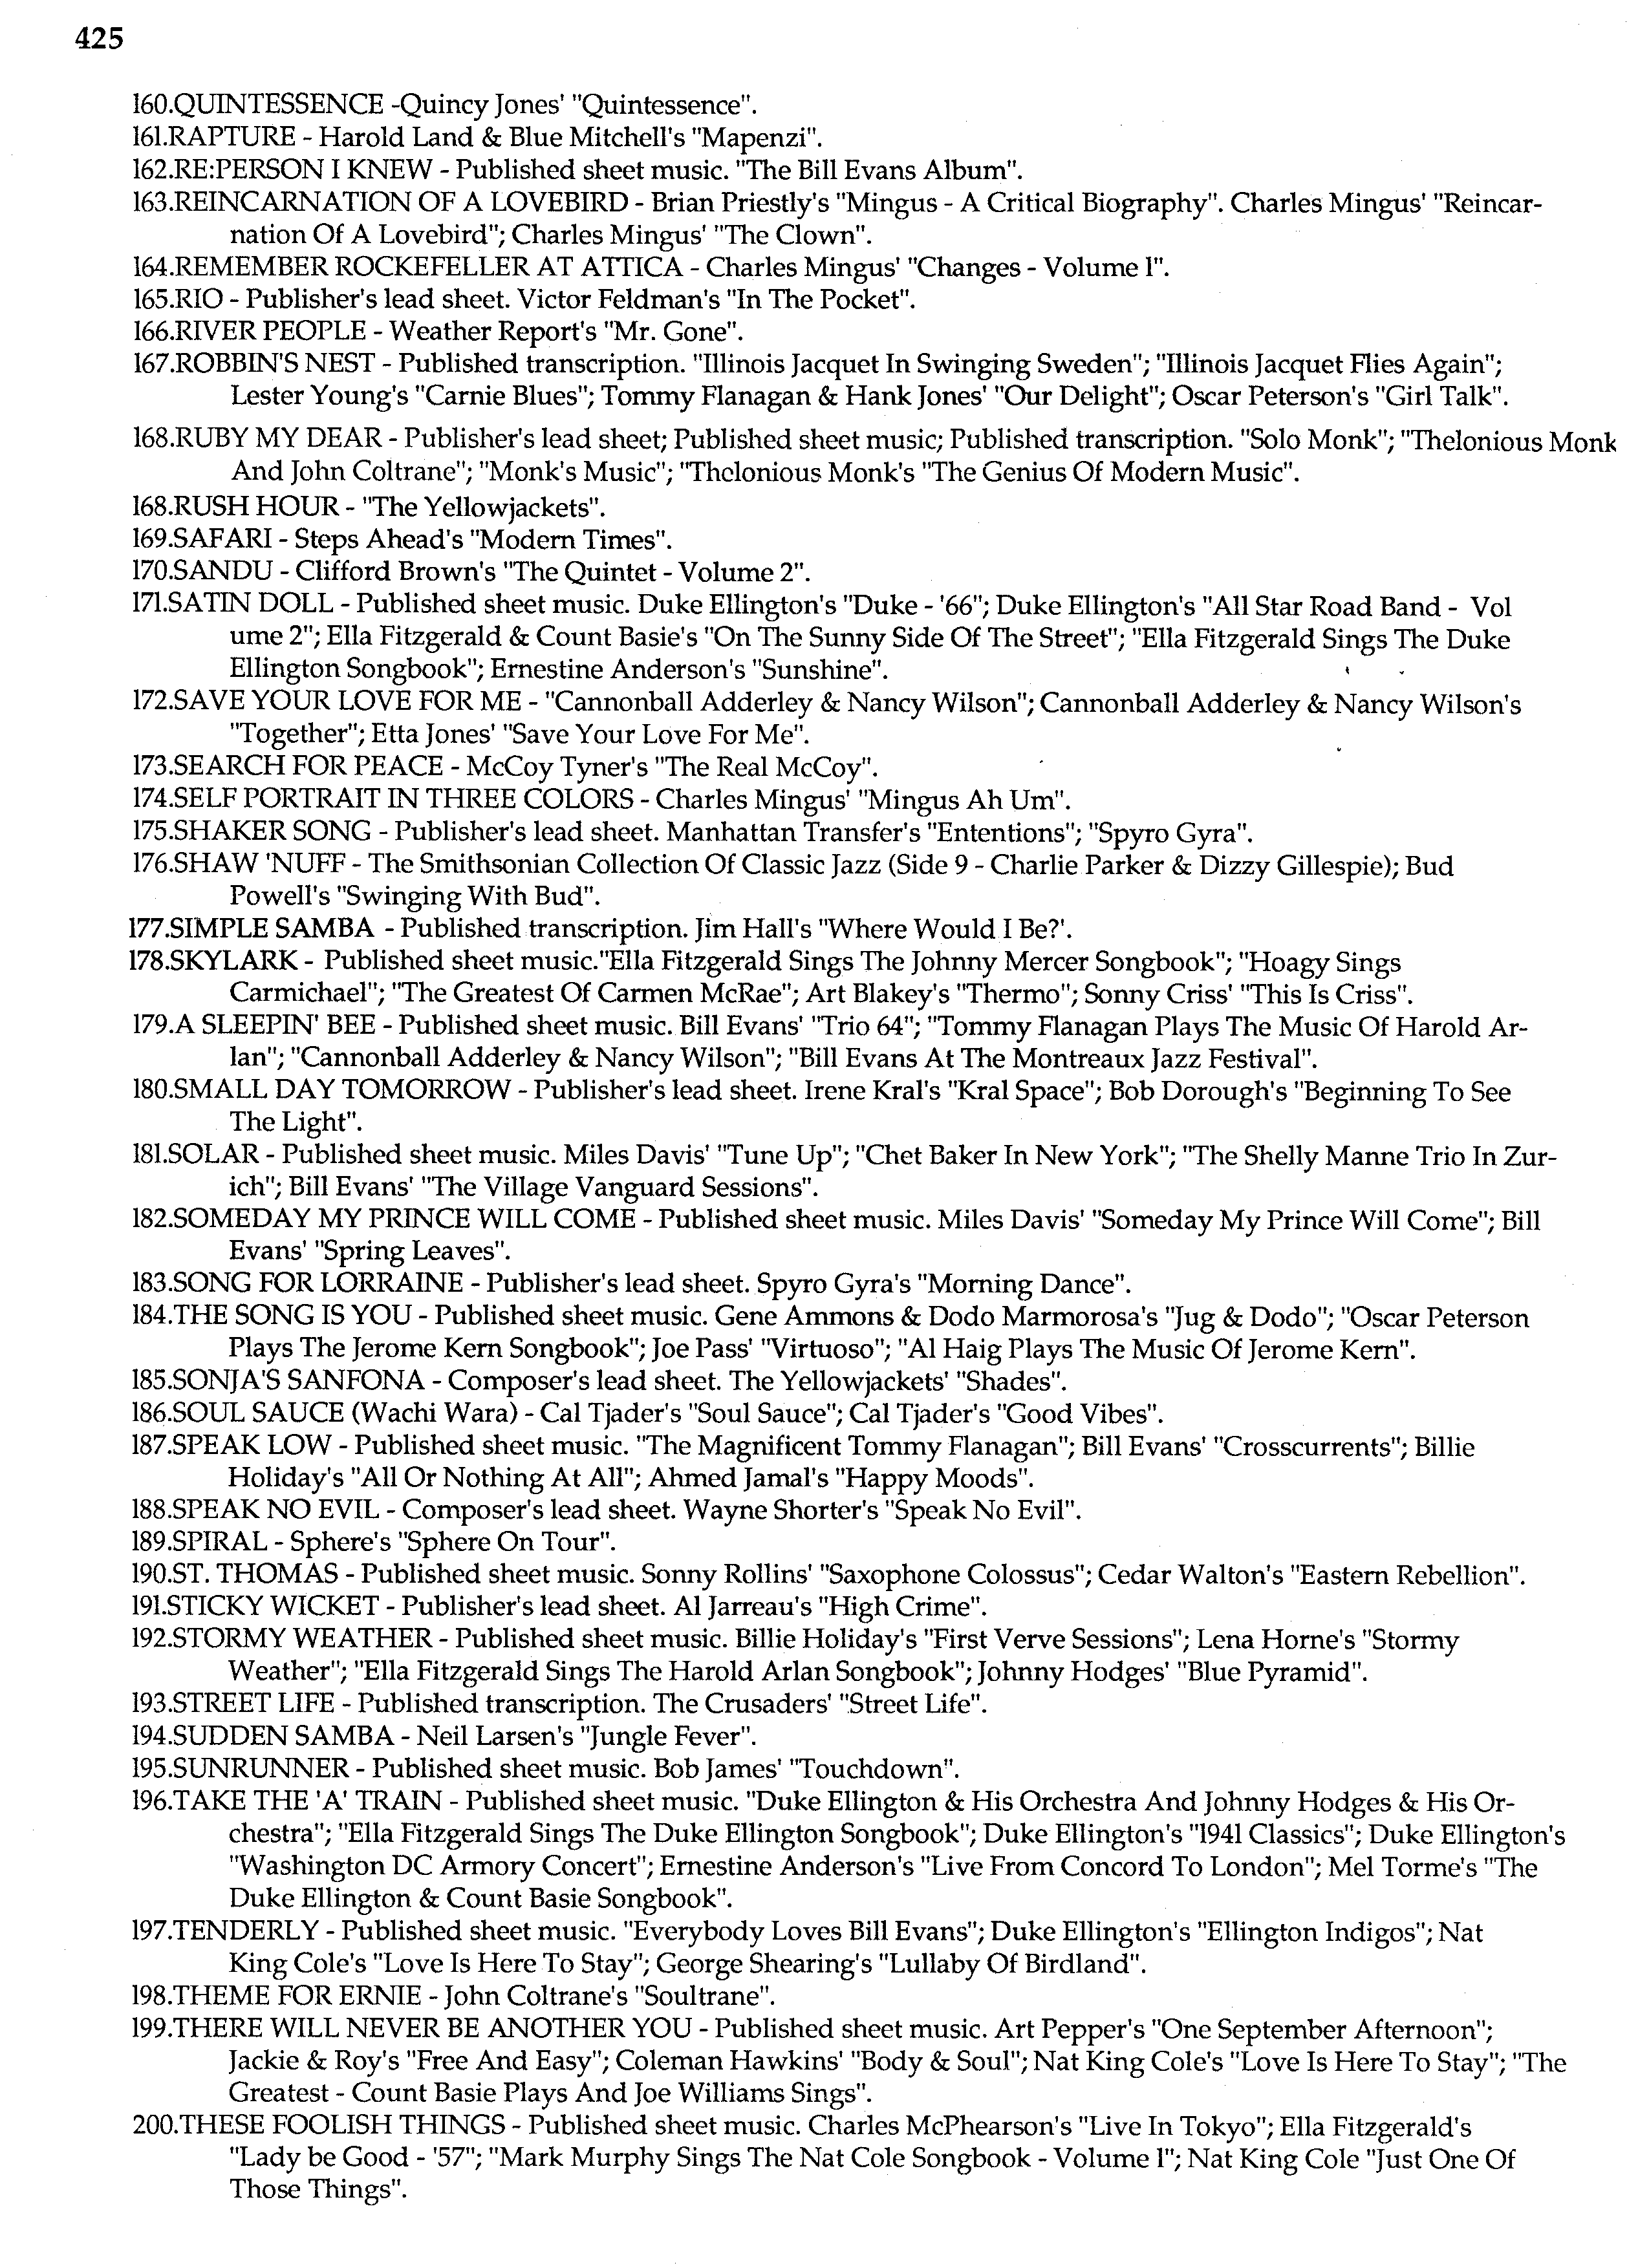 425
160.QUINTESSENCE -Quincy Jones' "Quintessence".
161.RAPTURE - Harold Land & Blue Mitchell's "Mapenzi".
162.RE:PERSON I KNEW - Published sheet music. "The Bill Evans Album".
163.REINCARNATION OF A LOVEBIRD - Brian Priestly's "Mingus - A Critical Biography". Charles Mingus' "Reincar-
nation Of A Lovebird"; Charles Mingus' "The Clown".
164.REMEMBER ROCKEFELLER AT ATTICA - Charles Mingus' "Changes - Volume 1".
165.RIO - Publisher's lead sheet. Victor Feldman's "In The Pocket".
166.RIVER PEOPLE - Weather Report's "Mr. Gone".
167.ROBBIN'S NEST - Published transcription. "Illinois Jacquet In Swinging Sweden"; "Illinois Jacquet Flies Again";
Lester Young's "Carnie Blues"; Tommy Flanagan & Hank Jones' "Our Delight"; Oscar Peterson's "Girl Talk".
168.RUBY MY DEAR - Publisher's lead sheet; Published sheet music; Published transcription. "Solo Monk"; "Thelonious Monk
And John Coltrane"; "Monk's Music"; "Thclonious Monk's "The Genius Of Modern Music".
168.RUSH HOUR - "The Yellowjackets".
169.SAFARI - Steps Ahead's "Modern Times".
170.SANDU - Clifford Brown's "The Quintet - Volume 2".
171.SATIN DOLL - Published sheet music. Duke Ellington's "Duke - '66"; Duke Ellington's "All Star Road Band - Vol
ume 2"; Ella Fitzgerald & Count Basie's "On The Sunny Side Of The Street"; "Ella Fitzgerald Sings The Duke
Ellington Songbook"; Ernestine Anderson's "Sunshine".
172.SAVE YOUR LOVE FOR ME - "Cannonball Adderley & Nancy Wilson"; Cannonball Adderley & Nancy Wilson's
"Together"; Etta Jones' "Save Your Love For Me".
173.SEARCH FOR PEACE - McCoy Tyner's "The Real McCoy".
174.SELF PORTRAIT IN THREE COLORS - Charles Mingus' "Mingus Ah Um".
175.SHAKER SONG - Publisher's lead sheet. Manhattan Transfer's "Ententions"; "Spyro Gyra".
176.SHAW 'NUFF - The Smithsonian Collection Of Classic Jazz (Side 9 - Charlie Parker & Dizzy Gillespie); Bud
Powell's "Swinging With Bud".
177.SIMPLE SAMBA - Published transcription. Jim Hall's "Where Would I Be?'.
178.SKYLARK - Published sheet music."Ella Fitzgerald Sings The Johnny Mercer Songbook"; "Hoagy Sings
Carmichael"; "The Greatest Of Carmen McRae"; Art Blakey's "Thermo"; Sonny Criss' "This Is Criss".
179.A SLEEPIN' BEE - Published sheet music. Bill Evans' "Trio 64"; "Tommy Flanagan Plays The Music Of Harold Ar-
lan"; "Cannonball Adderley & Nancy Wilson"; "Bill Evans At The Montreaux Jazz Festival".
180.SMALL DAY TOMORROW - Publisher's lead sheet. Irene Kral's "Kral Space"; Bob Dorough's "Beginning To See
The Light".
181.SOLAR - Published sheet music. Miles Davis' "Tune Up"; "Chet Baker In New York"; "The Shelly Manne Trio In Zur-
ich"; Bill Evans' "The Village Vanguard Sessions".
182.SOMEDAY MY PRINCE WILL COME - Published sheet music. Miles Davis' "Someday My Prince Will Come"; Bill
Evans' "Spring Leaves".
183.SONG FOR LORRAINE - Publisher's lead sheet. Spyro Gyra's "Morning Dance".
184.THE SONG IS YOU - Published sheet music. Gene Ammons & Dodo Marmorosa's "Jug & Dodo"; "Oscar Peterson
Plays The Jerome Kern Songbook"; Joe Pass' "Virtuoso"; "Al Haig Plays The Music Of Jerome Kern".
185.SONJA'S SANFONA - Composer's lead sheet. The Yellowjackets' "Shades".
186.SOUL SAUCE (Wachi Wara) - Cal Tjader's "Soul Sauce"; Cal Tjader's "Good Vibes".
187.SPEAK LOW - Published sheet music. "The Magnificent Tommy Flanagan"; Bill Evans' "Crosscurrents"; Billie
Holiday's "All Or Nothing At All"; Ahmed Jamal's "Happy Moods".
188.SPEAK NO EVIL - Composer's lead sheet. Wayne Shorter's "Speak No Evil".
189.SPIRAL - Sphere's "Sphere On Tour".
190.ST. THOMAS - Published sheet music. Sonny Rollins' "Saxophone Colossus"; Cedar Walton's "Eastern Rebellion".
191.STICKY WICKET - Publisher's lead sheet. Al Jarreau's "High Crime".
192.STORMY WEATHER - Published sheet music. Billie Holiday's "First Verve Sessions"; Lena Horne's "Stormy
Weather"; "Ella Fitzgerald Sings The Harold Arlan Songbook"; Johnny Hodges' "Blue Pyramid".
193.STREET LIFE - Published transcription. The Crusaders' "Street Life".
194.SUDDEN SAMBA - Neil Larsen's "Jungle Fever".
195.SUNRUNNER - Published sheet music. Bob James' "Touchdown".
196.TAKE THE 'A' TRAIN - Published sheet music. "Duke Ellington & His Orchestra And Johnny Hodges & His Or-
chestra"; "Ella Fitzgerald Sings The Duke Ellington Songbook"; Duke Ellington's "1941 Classics"; Duke Ellington's
"Washington DC Armory Concert"; Ernestine Anderson's "Live From Concord To London"; Mel Torme's "The
Duke Ellington & Count Basie Songbook".
197.TENDERLY - Published sheet music. "Everybody Loves Bill Evans"; Duke Ellington's "Ellington Indigos"; Nat
King Cole's "Love Is Here To Stay"; George Shearing's "Lullaby Of Birdland".
198.THEME FOR ERNIE - John Coltrane's "Soultrane".
199.THERE WILL NEVER BE ANOTHER YOU - Published sheet music. Art Pepper's "One September Afternoon";
Jackie & Roy's "Free And Easy"; Coleman Hawkins' "Body & Soul"; Nat King Cole's "Love Is Here To Stay"; "The
Greatest - Count Basie Plays And Joe Williams Sings".
200.THESE FOOLISH THINGS - Published sheet music. Charles McPhearson's "Live In Tokyo"; Ella Fitzgerald's
"Lady be Good - '57"; "Mark Murphy Sings The Nat Cole Songbook - Volume 1"; Nat King Cole "Just One Of
Those Things".